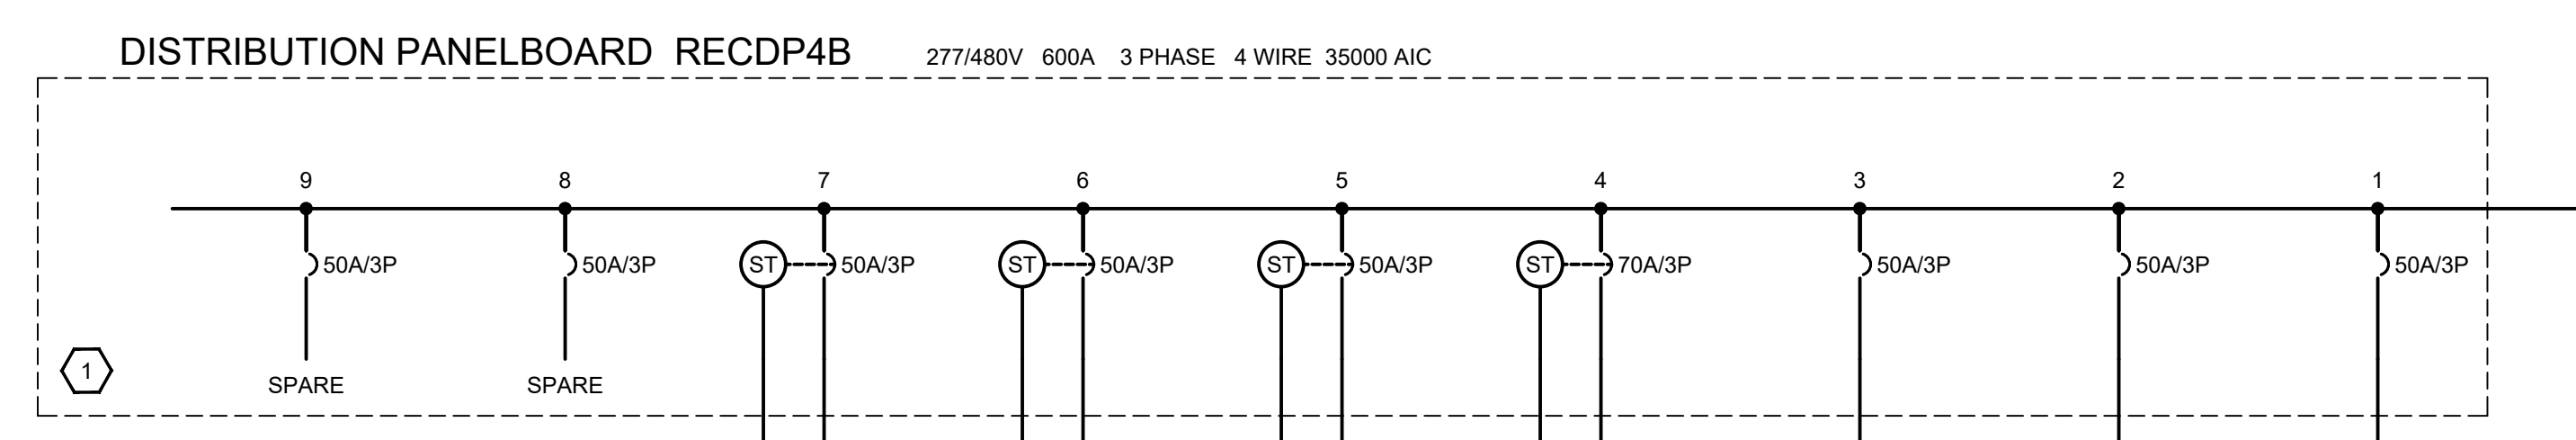 DISTRIBUTION PANELBOARD RECDP4B 277/480V 600A 3 PHASE 4 WIRE 35000 AIC
9 8 7 6 5 4 3 2 1
50A/3P 50A/3P ST 50A/3P ST 50A/3P ST 50A/3P ST 70A/3P 50A/3P 50A/3P 50A/3P
1
SPARE SPARE